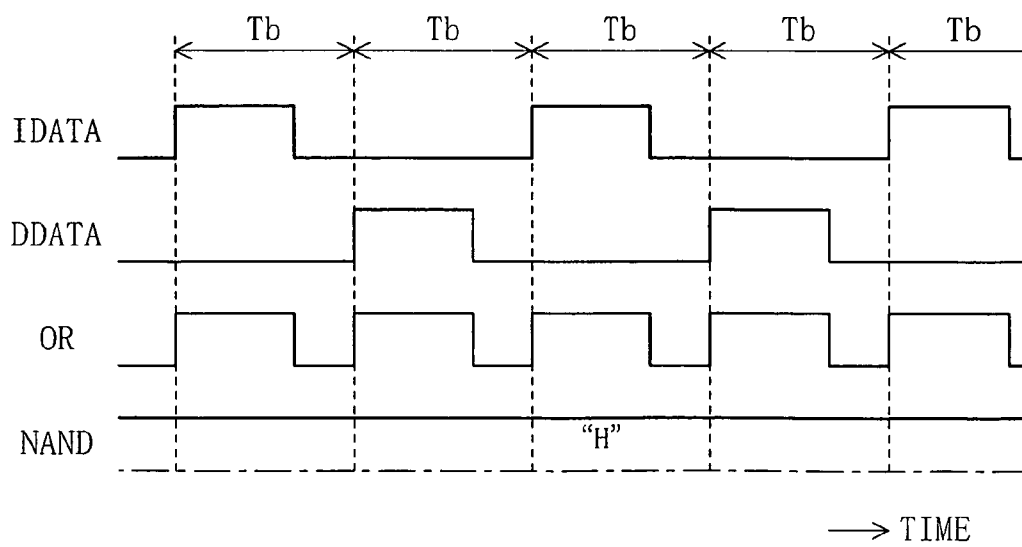 Tb Tb Tb Tb Tb
IDATA
DDATA
OR
NAND
“H”
TIME